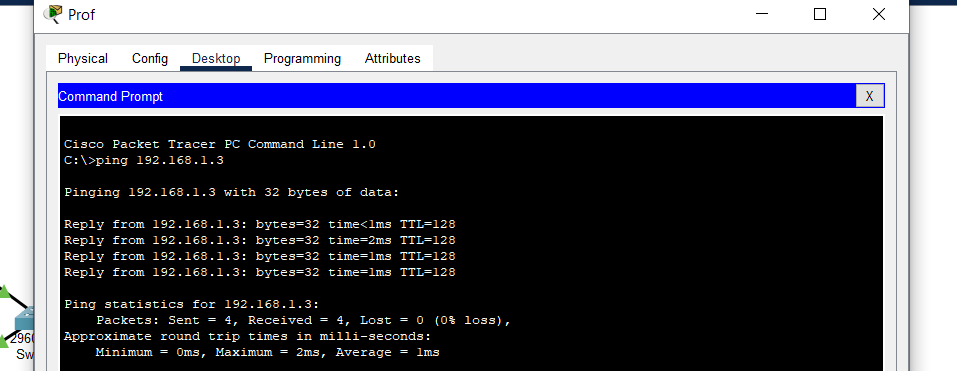 Prof
Physical Config Desktop Programming Attributes
Command Prompt X
Cisco Packet Tracer PC Command Line 1.0
C:\>ping 192.168.1.3
Pinging 192.168.1.3 with 32 bytes of data:
Reply from 192.168.1.3: bytes=32 time<1ms TTL=128
Reply from 192.168.1.3: bytes=32 time=2ms TTL=128
Reply from 192.168.1.3: bytes=32 time=1ms TTL=128
Reply from 192.168.1.3: bytes=32 time=1ms TTL=128
Ping statistics for 192.168.1.3:
Packets: Sent = 4, Received = 4, Lost = 0 (0% loss),
Approximate round trip times in milli-seconds:
Minimum = 0ms, Maximum = 2ms, Average = 1ms
296
Sw